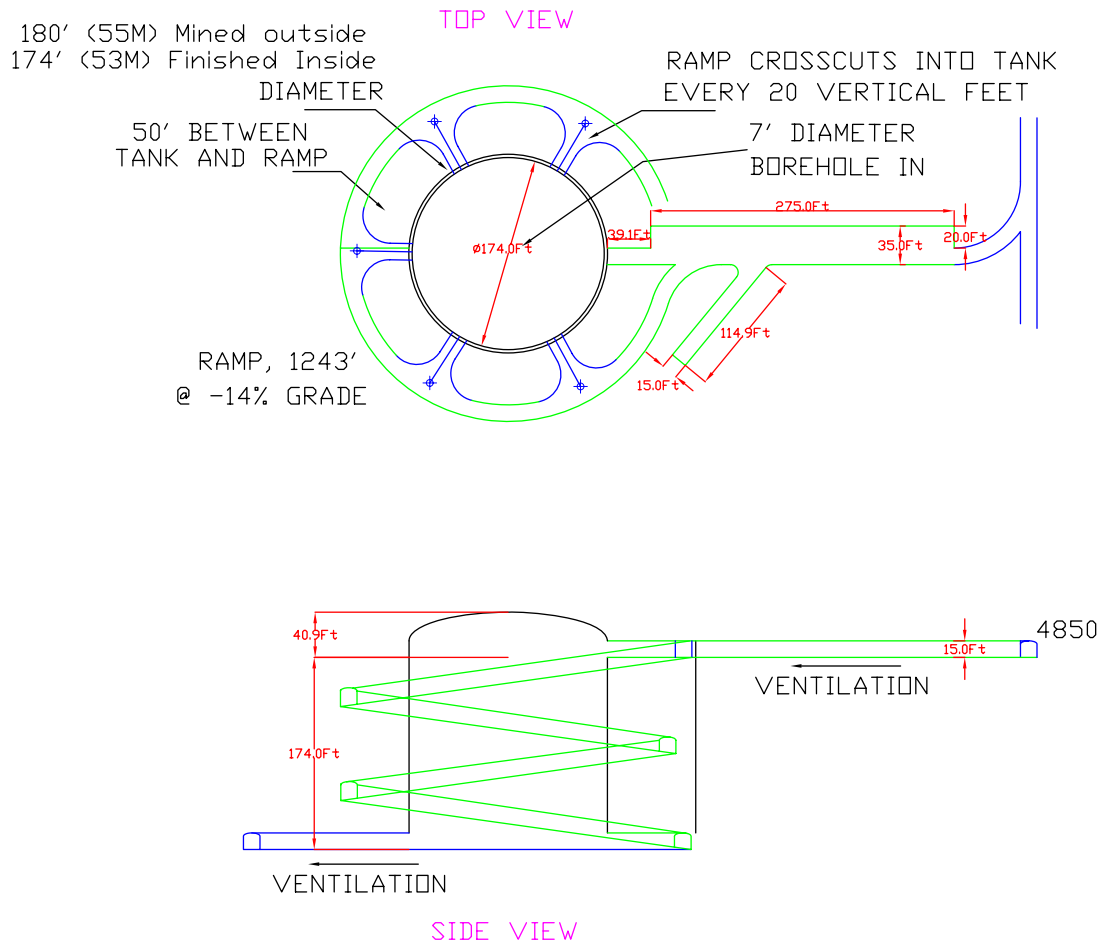 TOP VIEW
180' (55M) Mined outside
174' (53M) Finished Inside
DIAMETER
RAMP CROSSCUTS INTO TANK
EVERY 20 VERTICAL FEET
50' BETWEEN
TANK AND RAMP
7' DIAMETER
BOREHOLE IN
275.0Ft
39.1Ft
20.0Ft
35.0Ft
Ø174.0Ft
114.9Ft
15.0Ft
RAMP, 1243'
@ -14% GRADE
40.9Ft
4850
15.0Ft
VENTILATION
174.0Ft
VENTILATION
SIDE VIEW